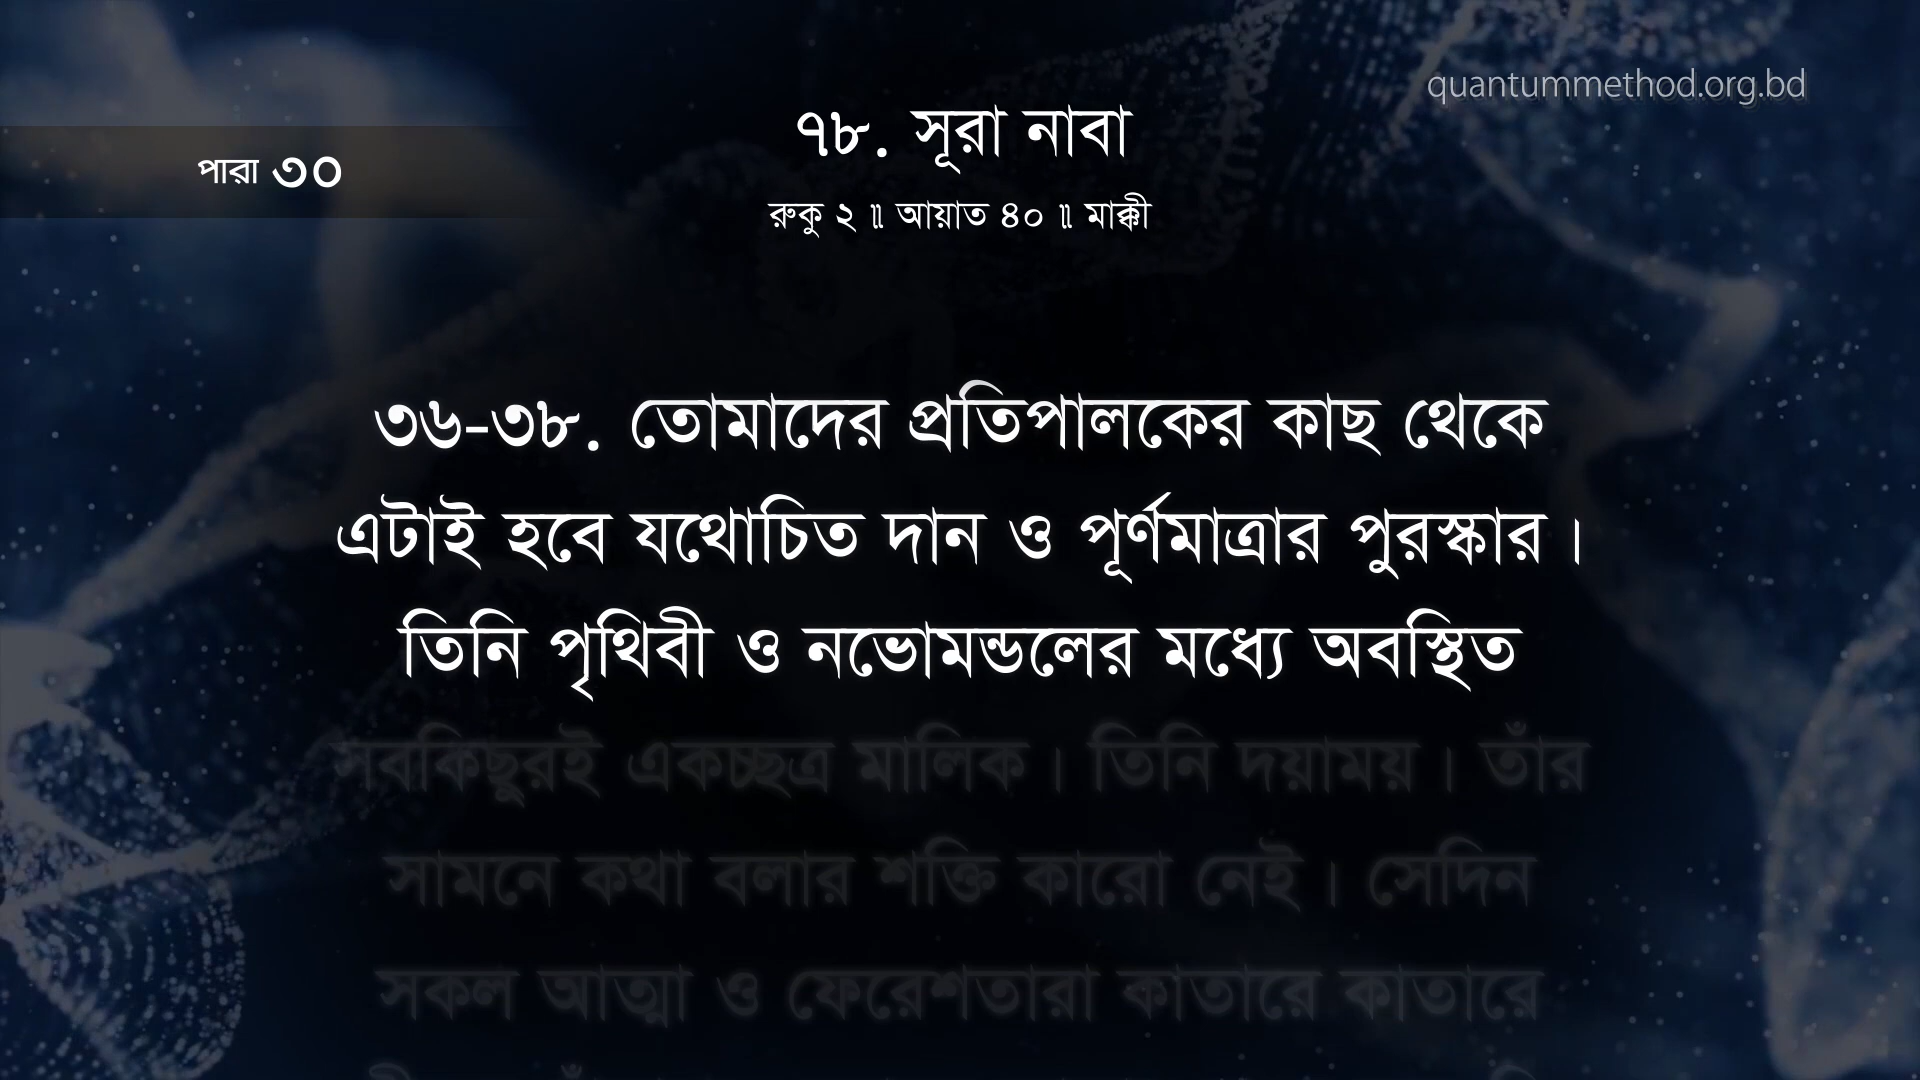 quantummethod.org.bd
৭৮. সূরা নাবা
পারা ৩০
রুকু ২ ॥ আয়াত ৪০ ॥ মাক্কী
৩৬-৩৮. তোমাদের প্রতিপালকের কাছ থেকে
এটাই হবে যথোচিত দান ও পূর্ণমাত্রার পুরস্কার।
তিনি পৃথিবী ও নভোমন্ডলের মধ্যে অবস্থিত
সবকিছুরই একচ্ছত্র মালিক। তিনি দয়াময়। তাঁর
সামনে কথা বলার শক্তি কারো নেই। সেদিন
সকল আত্মা ও ফেরেশতারা কাতারে কাতারে